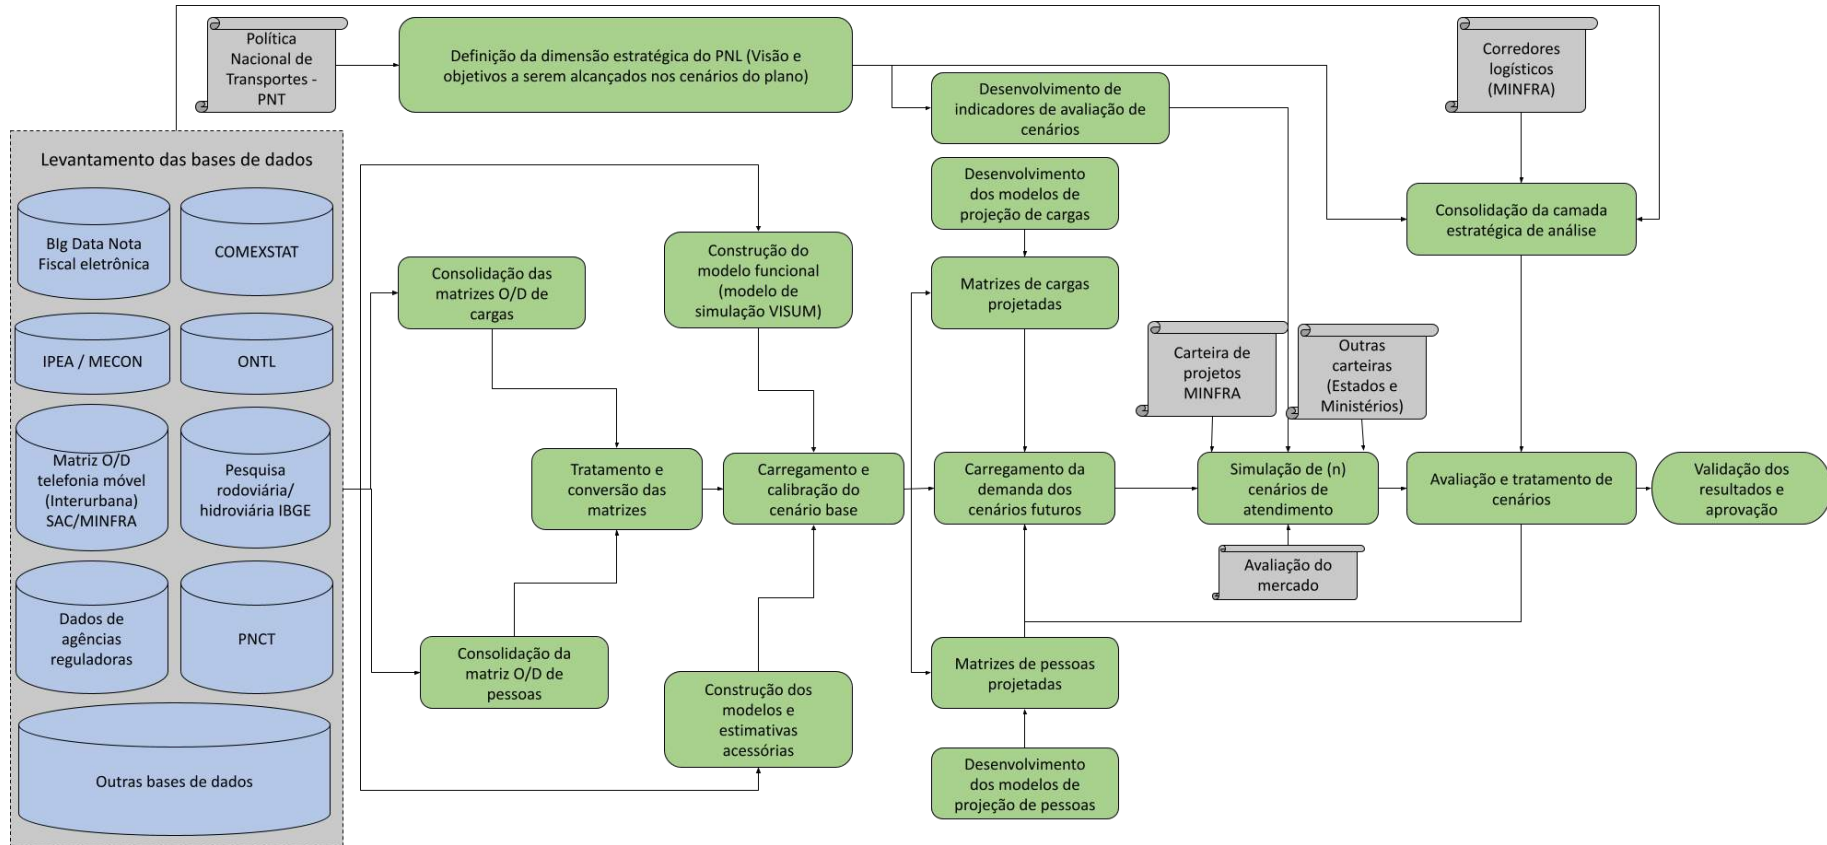 Política
Nacional de
Transportes -
PNT
Definição da dimensão estratégica do PNL (Visão e
objetivos a serem alcançados nos cenários do plano)
Desenvolvimento de
indicadores de avaliação de
cenários
Corredores
logísticos
(MINFRA)
Levantamento das bases de dados
BIg Data Nota
Fiscal eletrônica
COMEXSTAT
IPEA / MECON
ONTL
Matriz O/D
telefonia móvel
(Interurbana)
SAC/MINFRA
Pesquisa
rodoviária/
hidroviária IBGE
Dados de
agências
reguladoras
PNCT
Outras bases de dados
Consolidação das
matrizes O/D de
cargas
Consolidação da
matriz O/D de
pessoas
Tratamento e
conversão das
matrizes
Construção do
modelo funcional
(modelo de
simulação VISUM)
Carregamento e
calibração do
cenário base
Construção dos
modelos e
estimativas
acessórias
Desenvolvimento
dos modelos de
projeção de cargas
Matrizes de cargas
projetadas
Carregamento da
demanda dos
cenários futuros
Matrizes de pessoas
projetadas
Desenvolvimento
dos modelos de
projeção de pessoas
Carteira de
projetos
MINFRA
Outras
carteiras
(Estados e
Ministérios)
Simulação de (n)
cenários de
atendimento
Avaliação do
mercado
Consolidação da camada
estratégica de análise
Avaliação e tratamento de
cenários
Validação dos
resultados e
aprovação